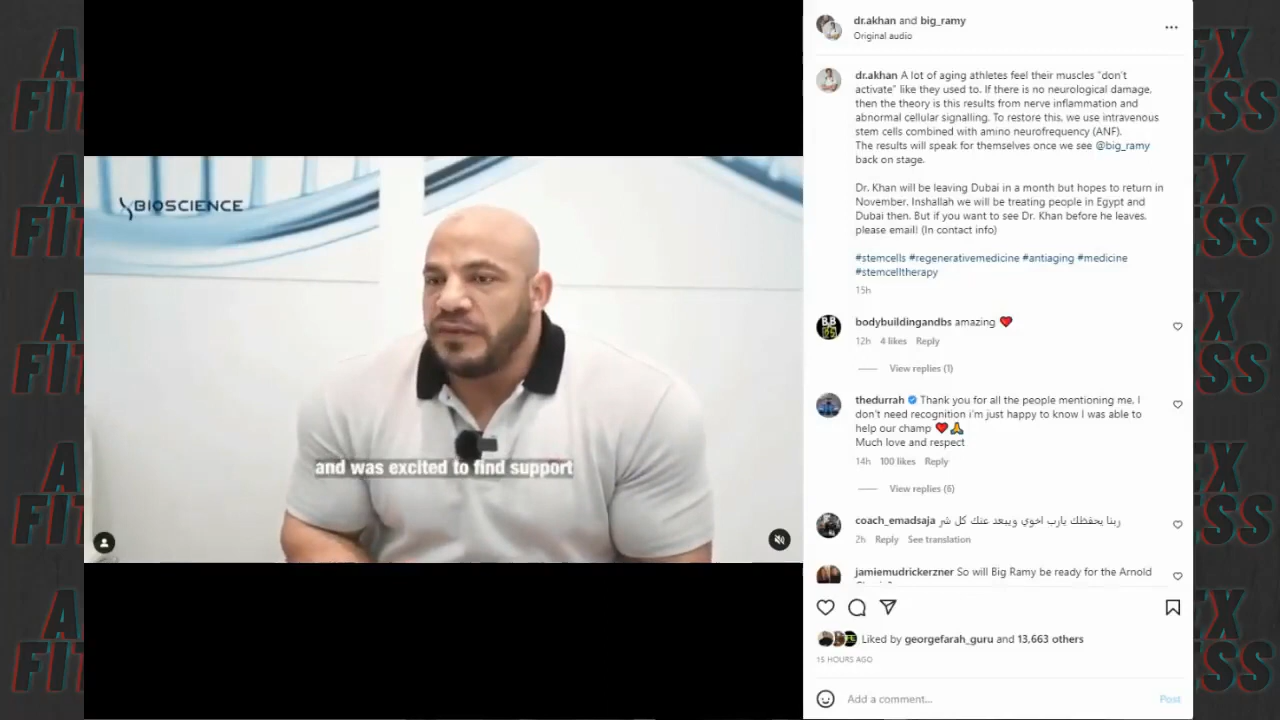 BIOSCIENCE
and was excited to find support
dr.akhan and big_ramy
Original audio
dr.akhan A lot of aging athletes feel their muscles "don't
activate" like they used to. If there is no neurological damage,
then the theory is this results from nerve inflammation and
abnormal cellular signalling. To restore this, we use intravenous
stem cells combined with amino neurofrequency (ANF).
The results will speak for themselves once we see @big_ramy
back on stage.
Dr. Khan will be leaving Dubai in a month but hopes to return in
November. Inshallah we will be treating people in Egypt and
Dubai then. But if you want to see Dr. Khan before he leaves,
please email! (In contact info)
#stemcells #regenerativemedicine #antiaging #medicine
#stemcelltherapy
15h
bodybuildingandbs amazing ❤️
12h 4 likes Reply
View replies (1)
thedurrah Thank you for all the people mentioning me, I
don't need recognition i'm just happy to know I was able to
help our champ ❤️🙏
Much love and respect
14h 100 likes Reply
View replies (6)
coach_emadsaja ربنا يحفظك يارب اخوي ويبعد عنك كل شر
2h Reply See translation
jamiemudrickerzner So will Big Ramy be ready for the Arnold
Liked by georgefarah_guru and 13,663 others
15 HOURS AGO
Add a comment...
Post